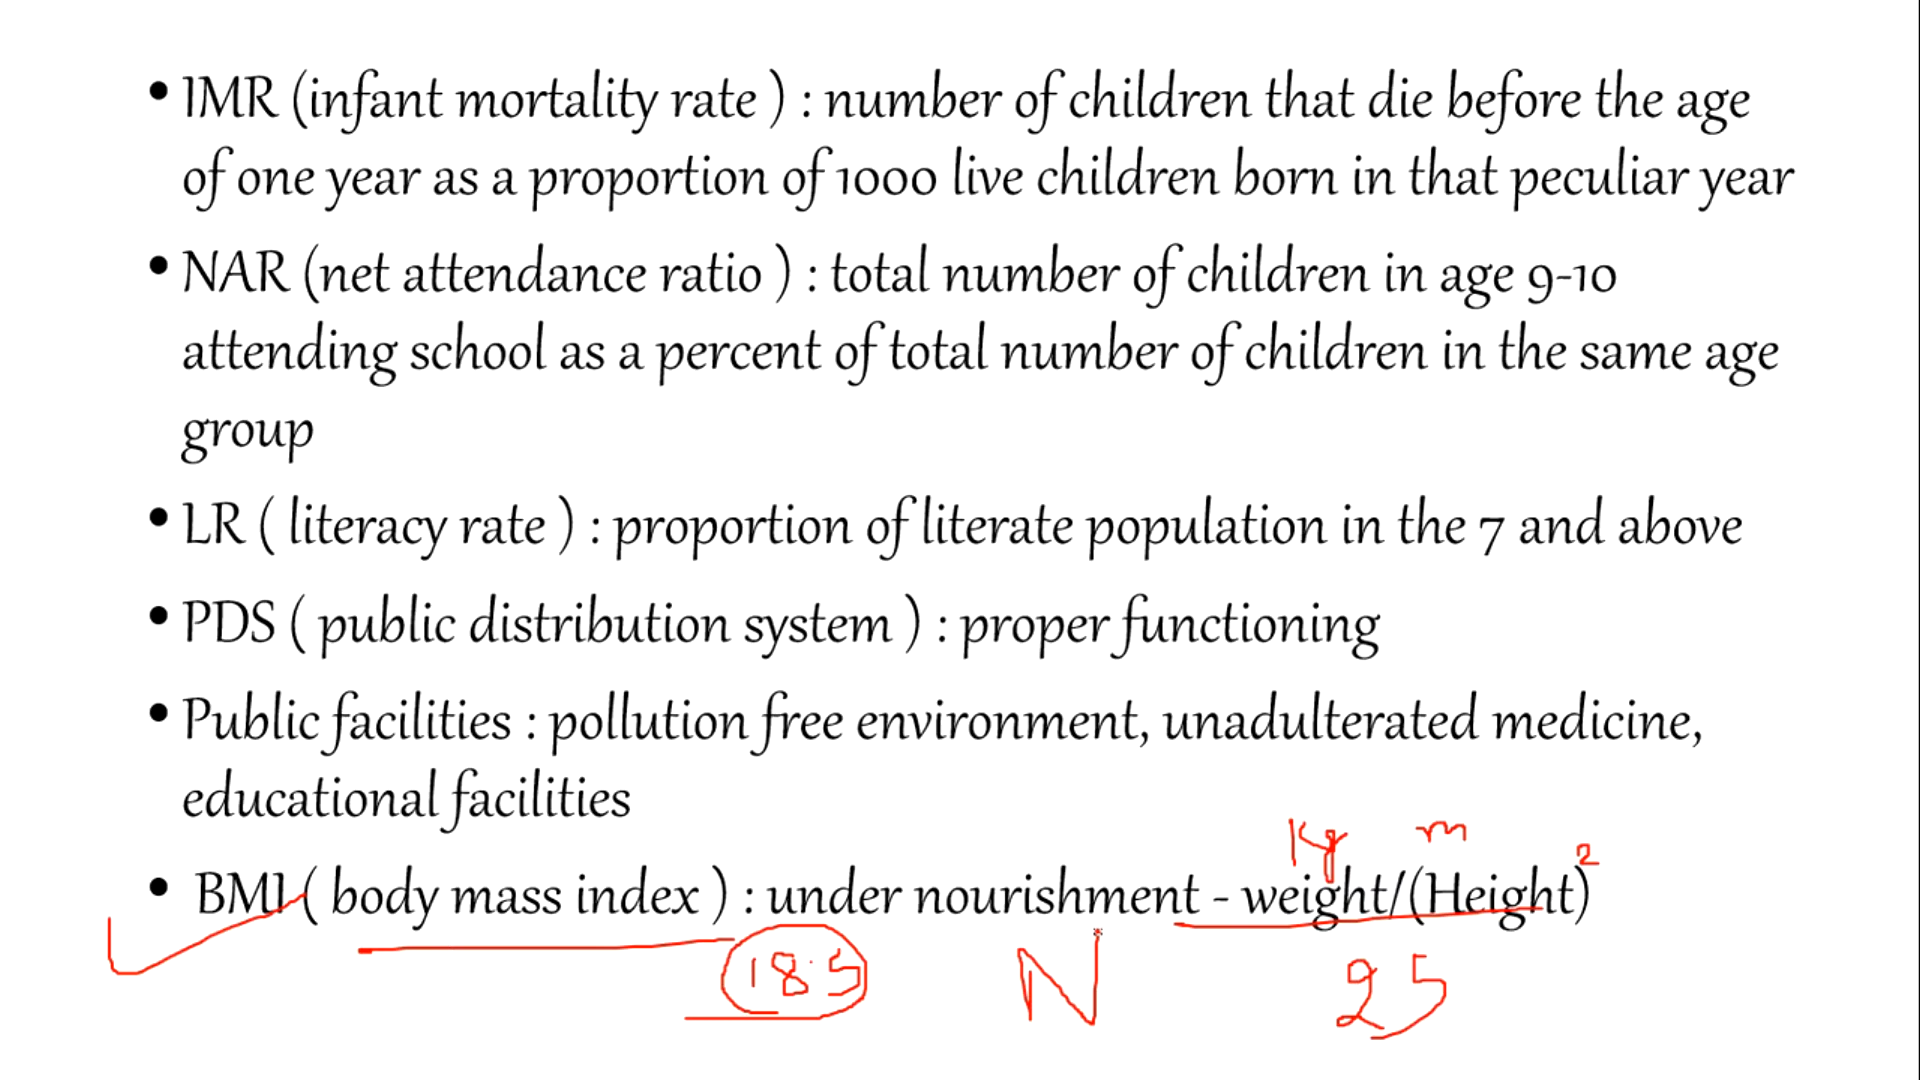 • IMR (infant mortality rate ) : number of children that die before the age
of one year as a proportion of 1000 live children born in that peculiar year
• NAR (net attendance ratio ) : total number of children in age 9-10
attending school as a percent of total number of children in the same age
group
• LR ( literacy rate ) : proportion of literate population in the 7 and above
• PDS ( public distribution system ) : proper functioning
• Public facilities : pollution free environment, unadulterated medicine,
educational facilities
Kg m
• BMI ( body mass index ) : under nourishment - weight/(Height)²
18.5 N 25